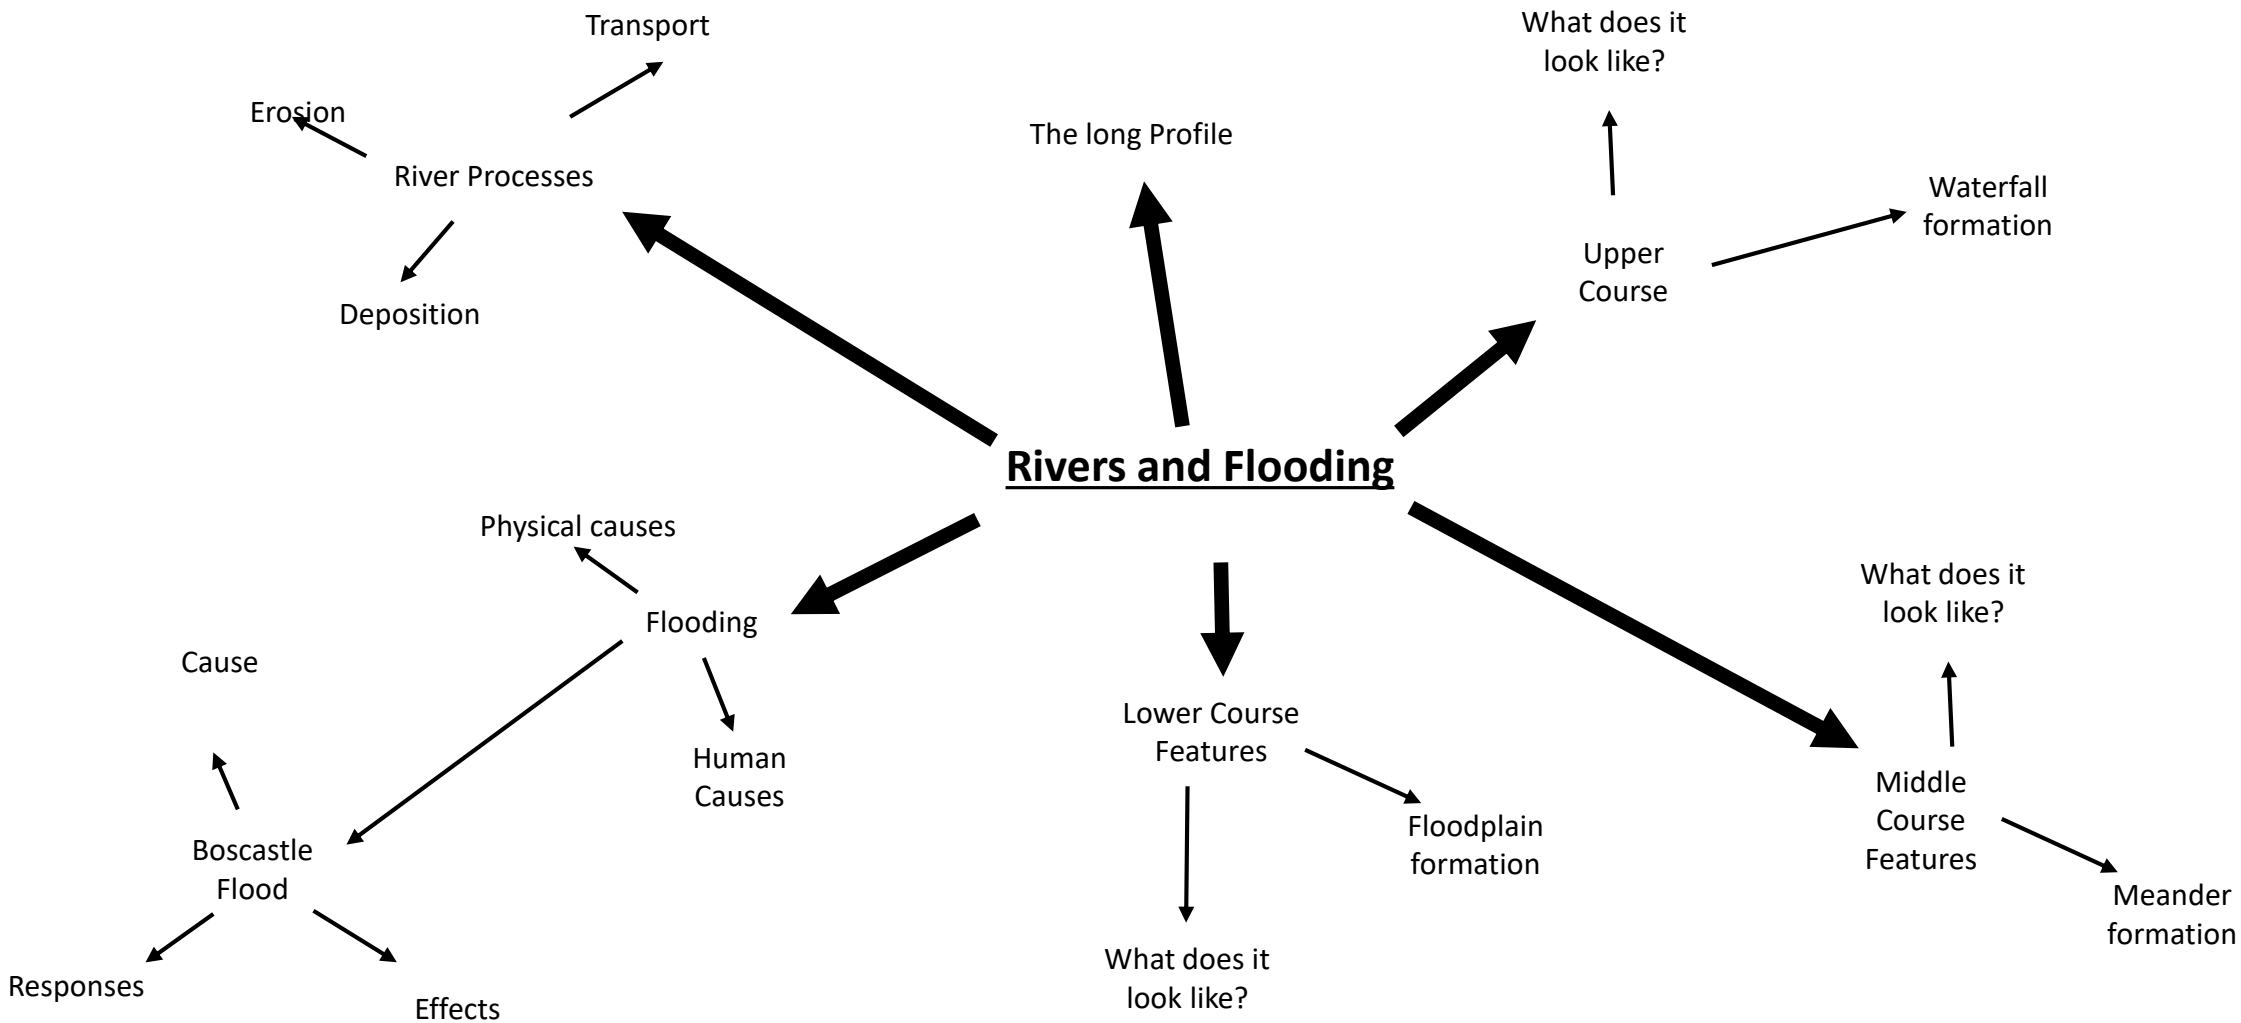 Transport
Erosion
River Processes
Deposition
The long Profile
What does it
look like?
Waterfall
formation
Upper
Course
Rivers and Flooding
Physical causes
Flooding
Cause
Human
Causes
Boscastle
Flood
Responses
Effects
Lower Course
Features
Floodplain
formation
What does it
look like?
What does it
look like?
Middle
Course
Features
Meander
formation